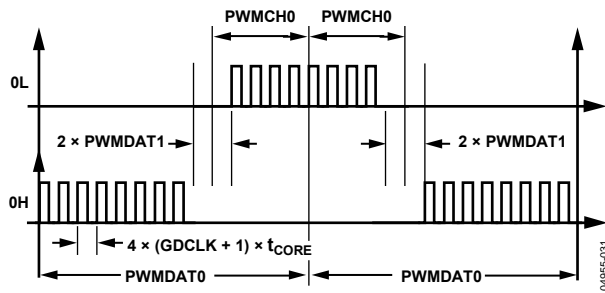 PWMCH0 PWMCH0
0L
2 × PWMDAT1 2 × PWMDAT1
0H
4 × (GDCLK + 1) × tCORE
PWMDAT0 PWMDAT0
04955-031